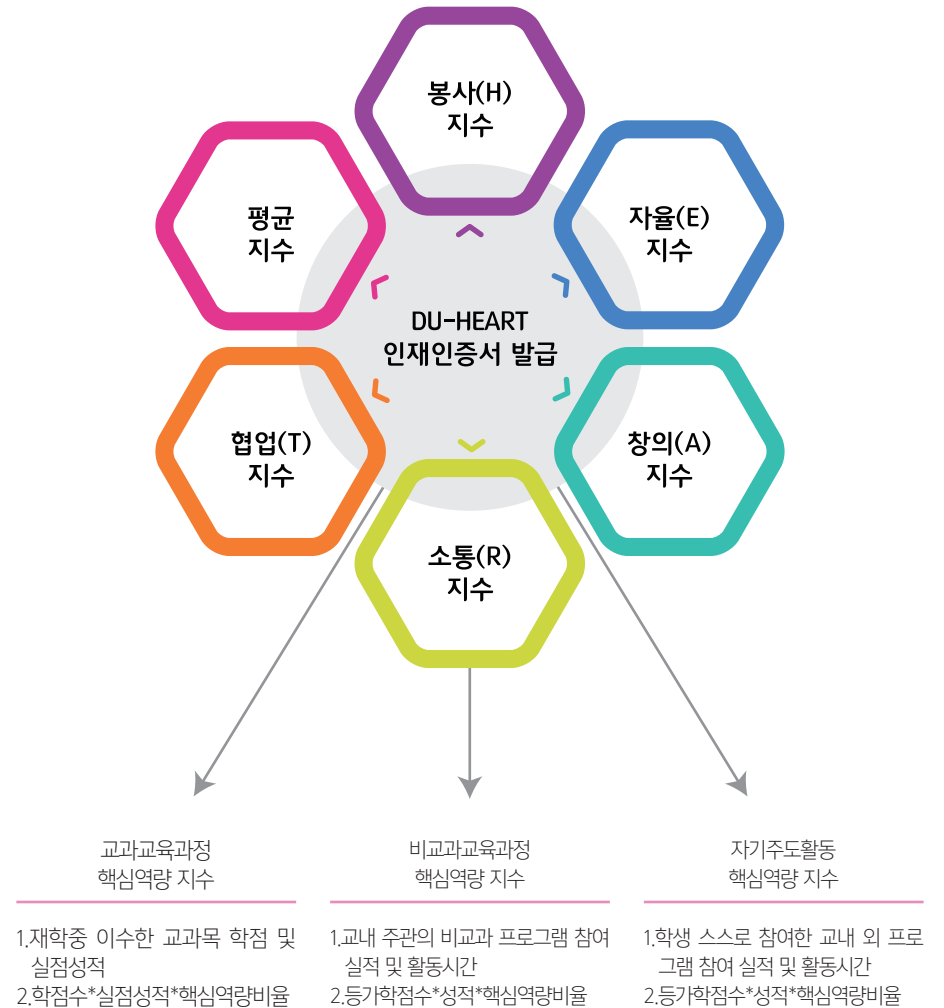 봉사(H)
지수
평균
지수
자율(E)
지수
DU-HEART
인재인증서 발급
협업(T)
지수
창의(A)
지수
소통(R)
지수
교과교육과정
핵심역량 지수
1.재학중 이수한 교과목 학점 및
실점성적
2.학점수*실점성적*핵심역량비율
비교과교육과정
핵심역량 지수
1.교내 주관의 비교과 프로그램 참여
실적 및 활동시간
2.등가학점수*성적*핵심역량비율
자기주도활동
핵심역량 지수
1.학생 스스로 참여한 교내 외 프로
그램 참여 실적 및 활동시간
2.등가학점수*성적*핵심역량비율